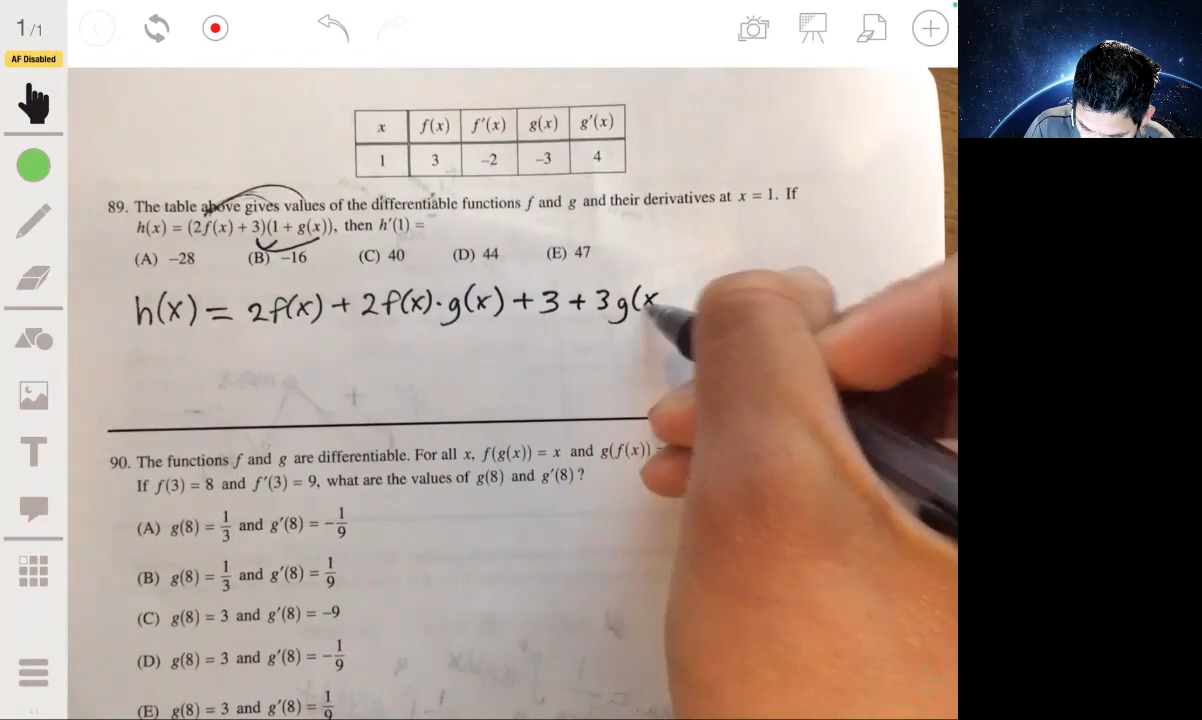 1/1
AF Disabled
x f(x) f′(x) g(x) g′(x)
1 3 −2 −3 4
89. The table above gives values of the differentiable functions f and g and their derivatives at x = 1. If
h(x) = (2f(x) + 3)(1 + g(x)), then h′(1) =
(A) −28 (B) −16 (C) 40 (D) 44 (E) 47
h(x) = 2f(x) + 2f(x)·g(x) + 3 + 3g(x
90. The functions f and g are differentiable. For all x, f(g(x)) = x and g(f(x))
If f(3) = 8 and f′(3) = 9, what are the values of g(8) and g′(8)?
(A) g(8) = 1/3 and g′(8) = −1/9
(B) g(8) = 1/3 and g′(8) = 1/9
(C) g(8) = 3 and g′(8) = −9
(D) g(8) = 3 and g′(8) = −1/9
(E) g(8) = 3 and g′(8) = 1/9
T